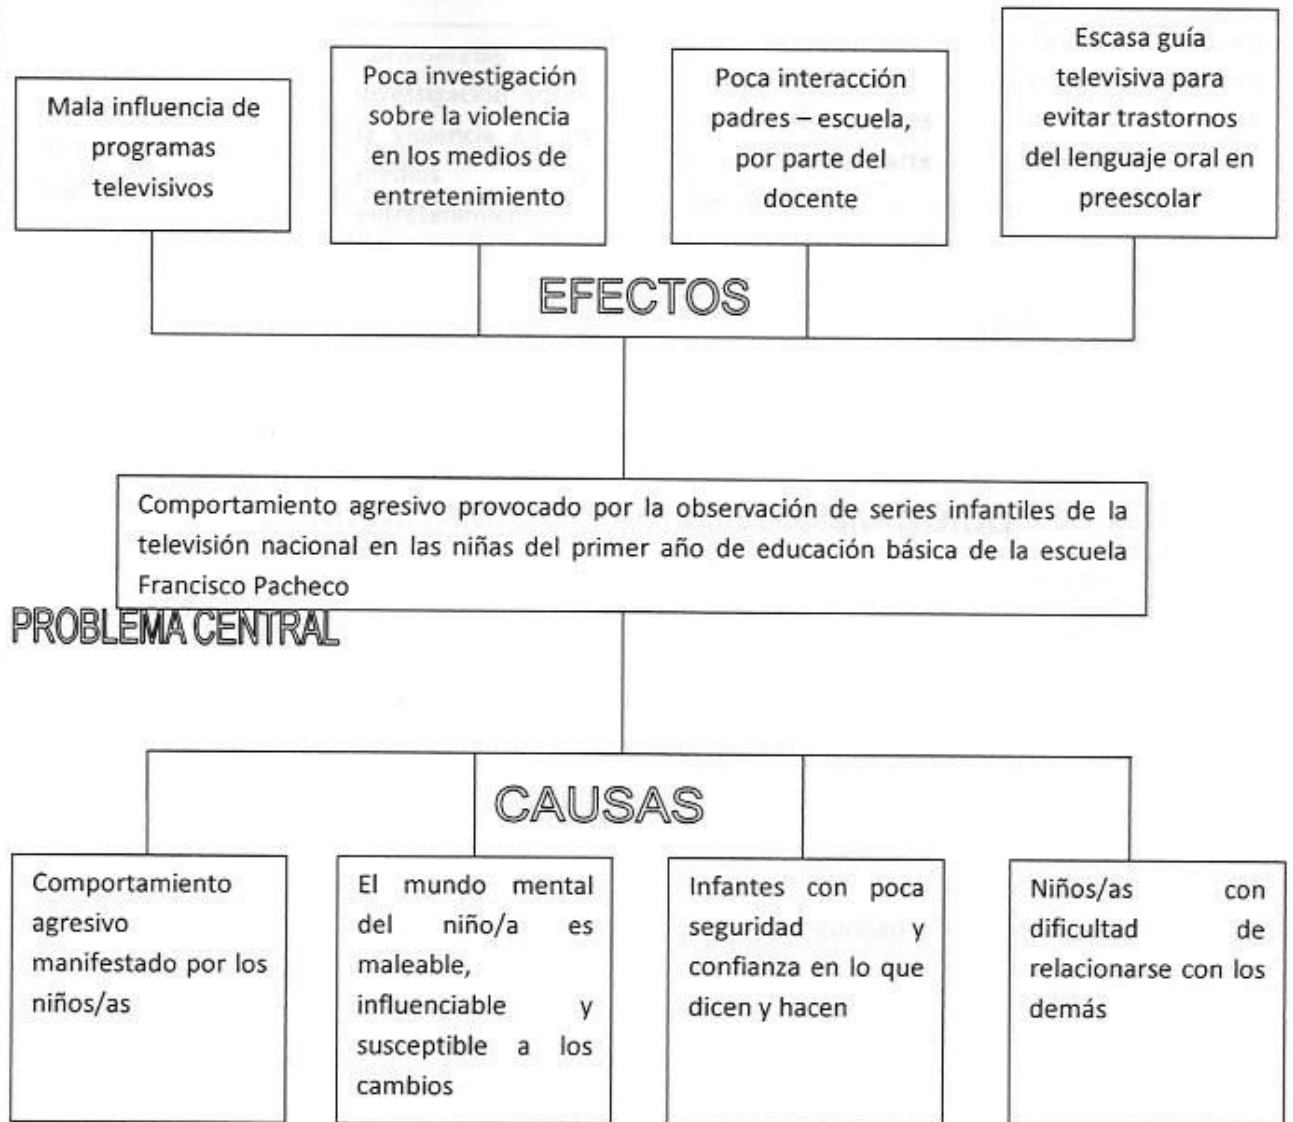 Mala influencia de
programas
televisivos
Poca investigación
sobre la violencia
en los medios de
entretenimiento
Poca interacción
padres – escuela,
por parte del
docente
Escasa guía
televisiva para
evitar trastornos
del lenguaje oral en
preescolar
EFECTOS
Comportamiento agresivo provocado por la observación de series infantiles de la
televisión nacional en las niñas del primer año de educación básica de la escuela
Francisco Pacheco
PROBLEMA CENTRAL
CAUSAS
Comportamiento
agresivo
manifestado por los
niños/as
El mundo mental
del niño/a es
maleable,
influenciable y
susceptible a los
cambios
Infantes con poca
seguridad y
confianza en lo que
dicen y hacen
Niños/as con
dificultad de
relacionarse con los
demás